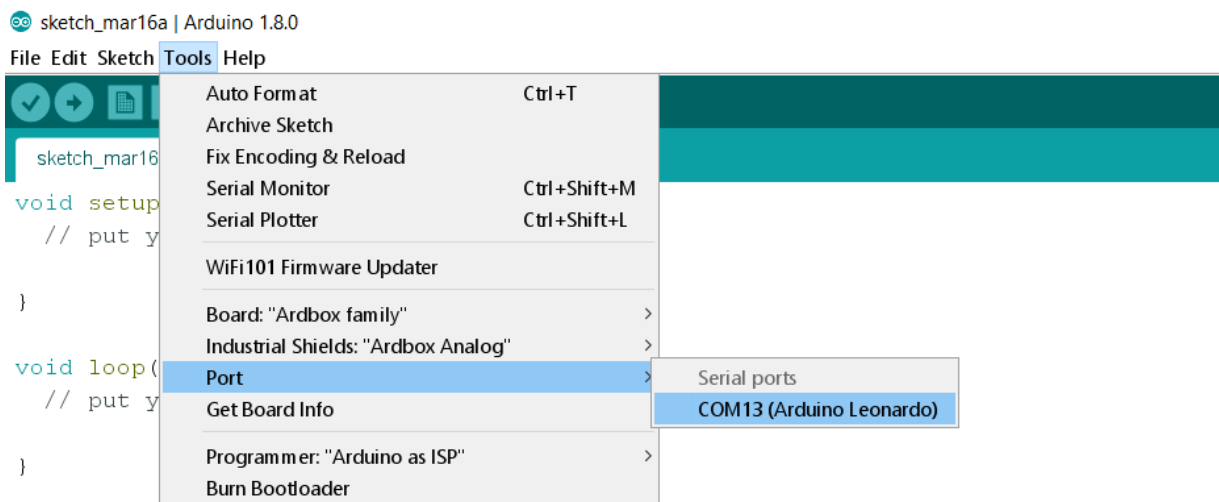 sketch_mar16a | Arduino 1.8.0
File Edit Sketch Tools Help
Auto Format Ctrl+T
Archive Sketch
sketch_mar16
Fix Encoding & Reload
Serial Monitor Ctrl+Shift+M
void setup
Serial Plotter Ctrl+Shift+L
// put y
WiFi101 Firmware Updater
}
Board: "Ardbox family"
Industrial Shields: "Ardbox Analog"
void loop(
Port
Serial ports
// put y
Get Board Info
COM13 (Arduino Leonardo)
}
Programmer: "Arduino as ISP"
Burn Bootloader